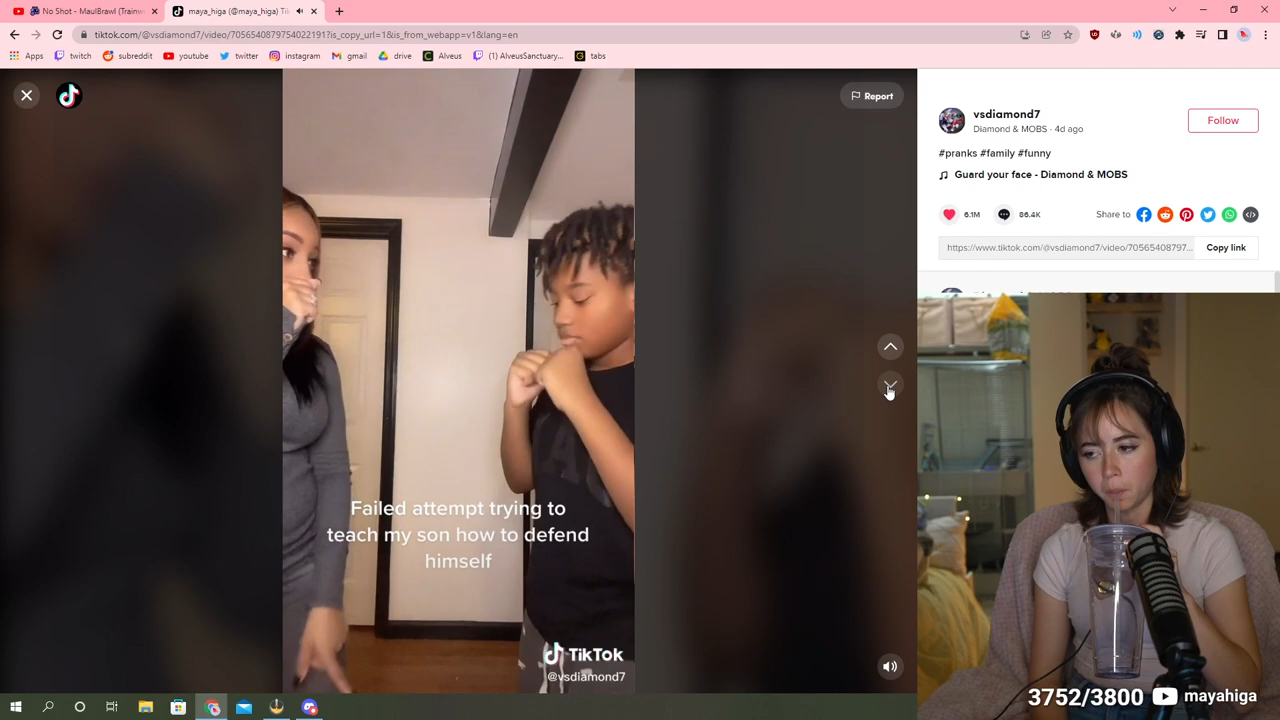 No Shot - MaulBrawl (Trainw
maya_higa (@maya_higa) Ti
tiktok.com/@vsdiamond7/video/7056540879754022191?is_copy_url=1&is_from_webapp=v1&lang=en
Apps
twitch
subreddit
youtube
twitter
instagram
gmail
drive
Alveus
(1) AlveusSanctuary...
tabs
Report
vsdiamond7
Diamond & MOBS · 4d ago
Follow
#pranks #family #funny
Guard your face - Diamond & MOBS
6.1M
86.4K
Share to
https://www.tiktok.com/@vsdiamond7/video/70565408797...
Copy link
Failed attempt trying to
teach my son how to defend
himself
TikTok
@vsdiamond7
3752/3800
mayahiga